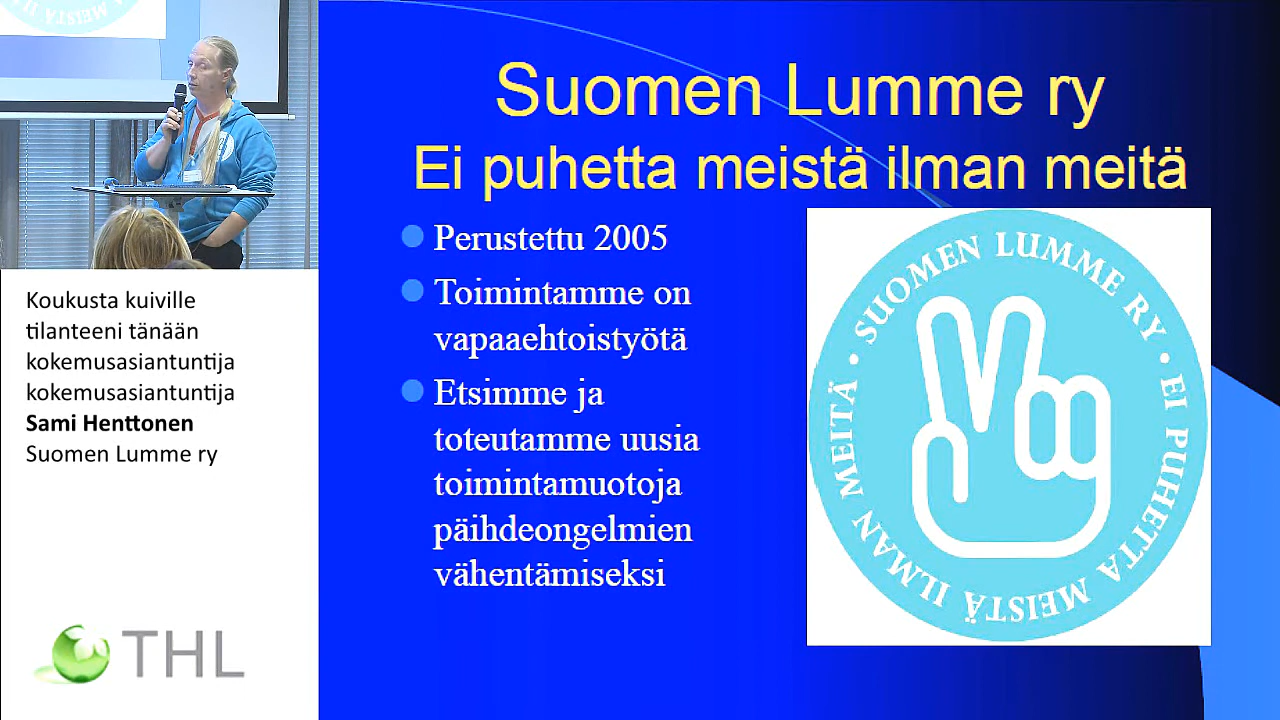 Suomen Lumme ry
Ei puhetta meistä ilman meitä
Perustettu 2005
Toimintamme on
vapaaehtoistyötä
Etsimme ja
toteutamme uusia
toimintamuotoja
päihdeongelmien
vähentämiseksi
SUOMEN LUMME RY
• EI PUHETTA MEISTÄ ILMAN MEITÄ •
Koukusta kuiville
tilanteeni tänään
kokemusasiantuntija
kokemusasiantuntija
Sami Henttonen
Suomen Lumme ry
THL